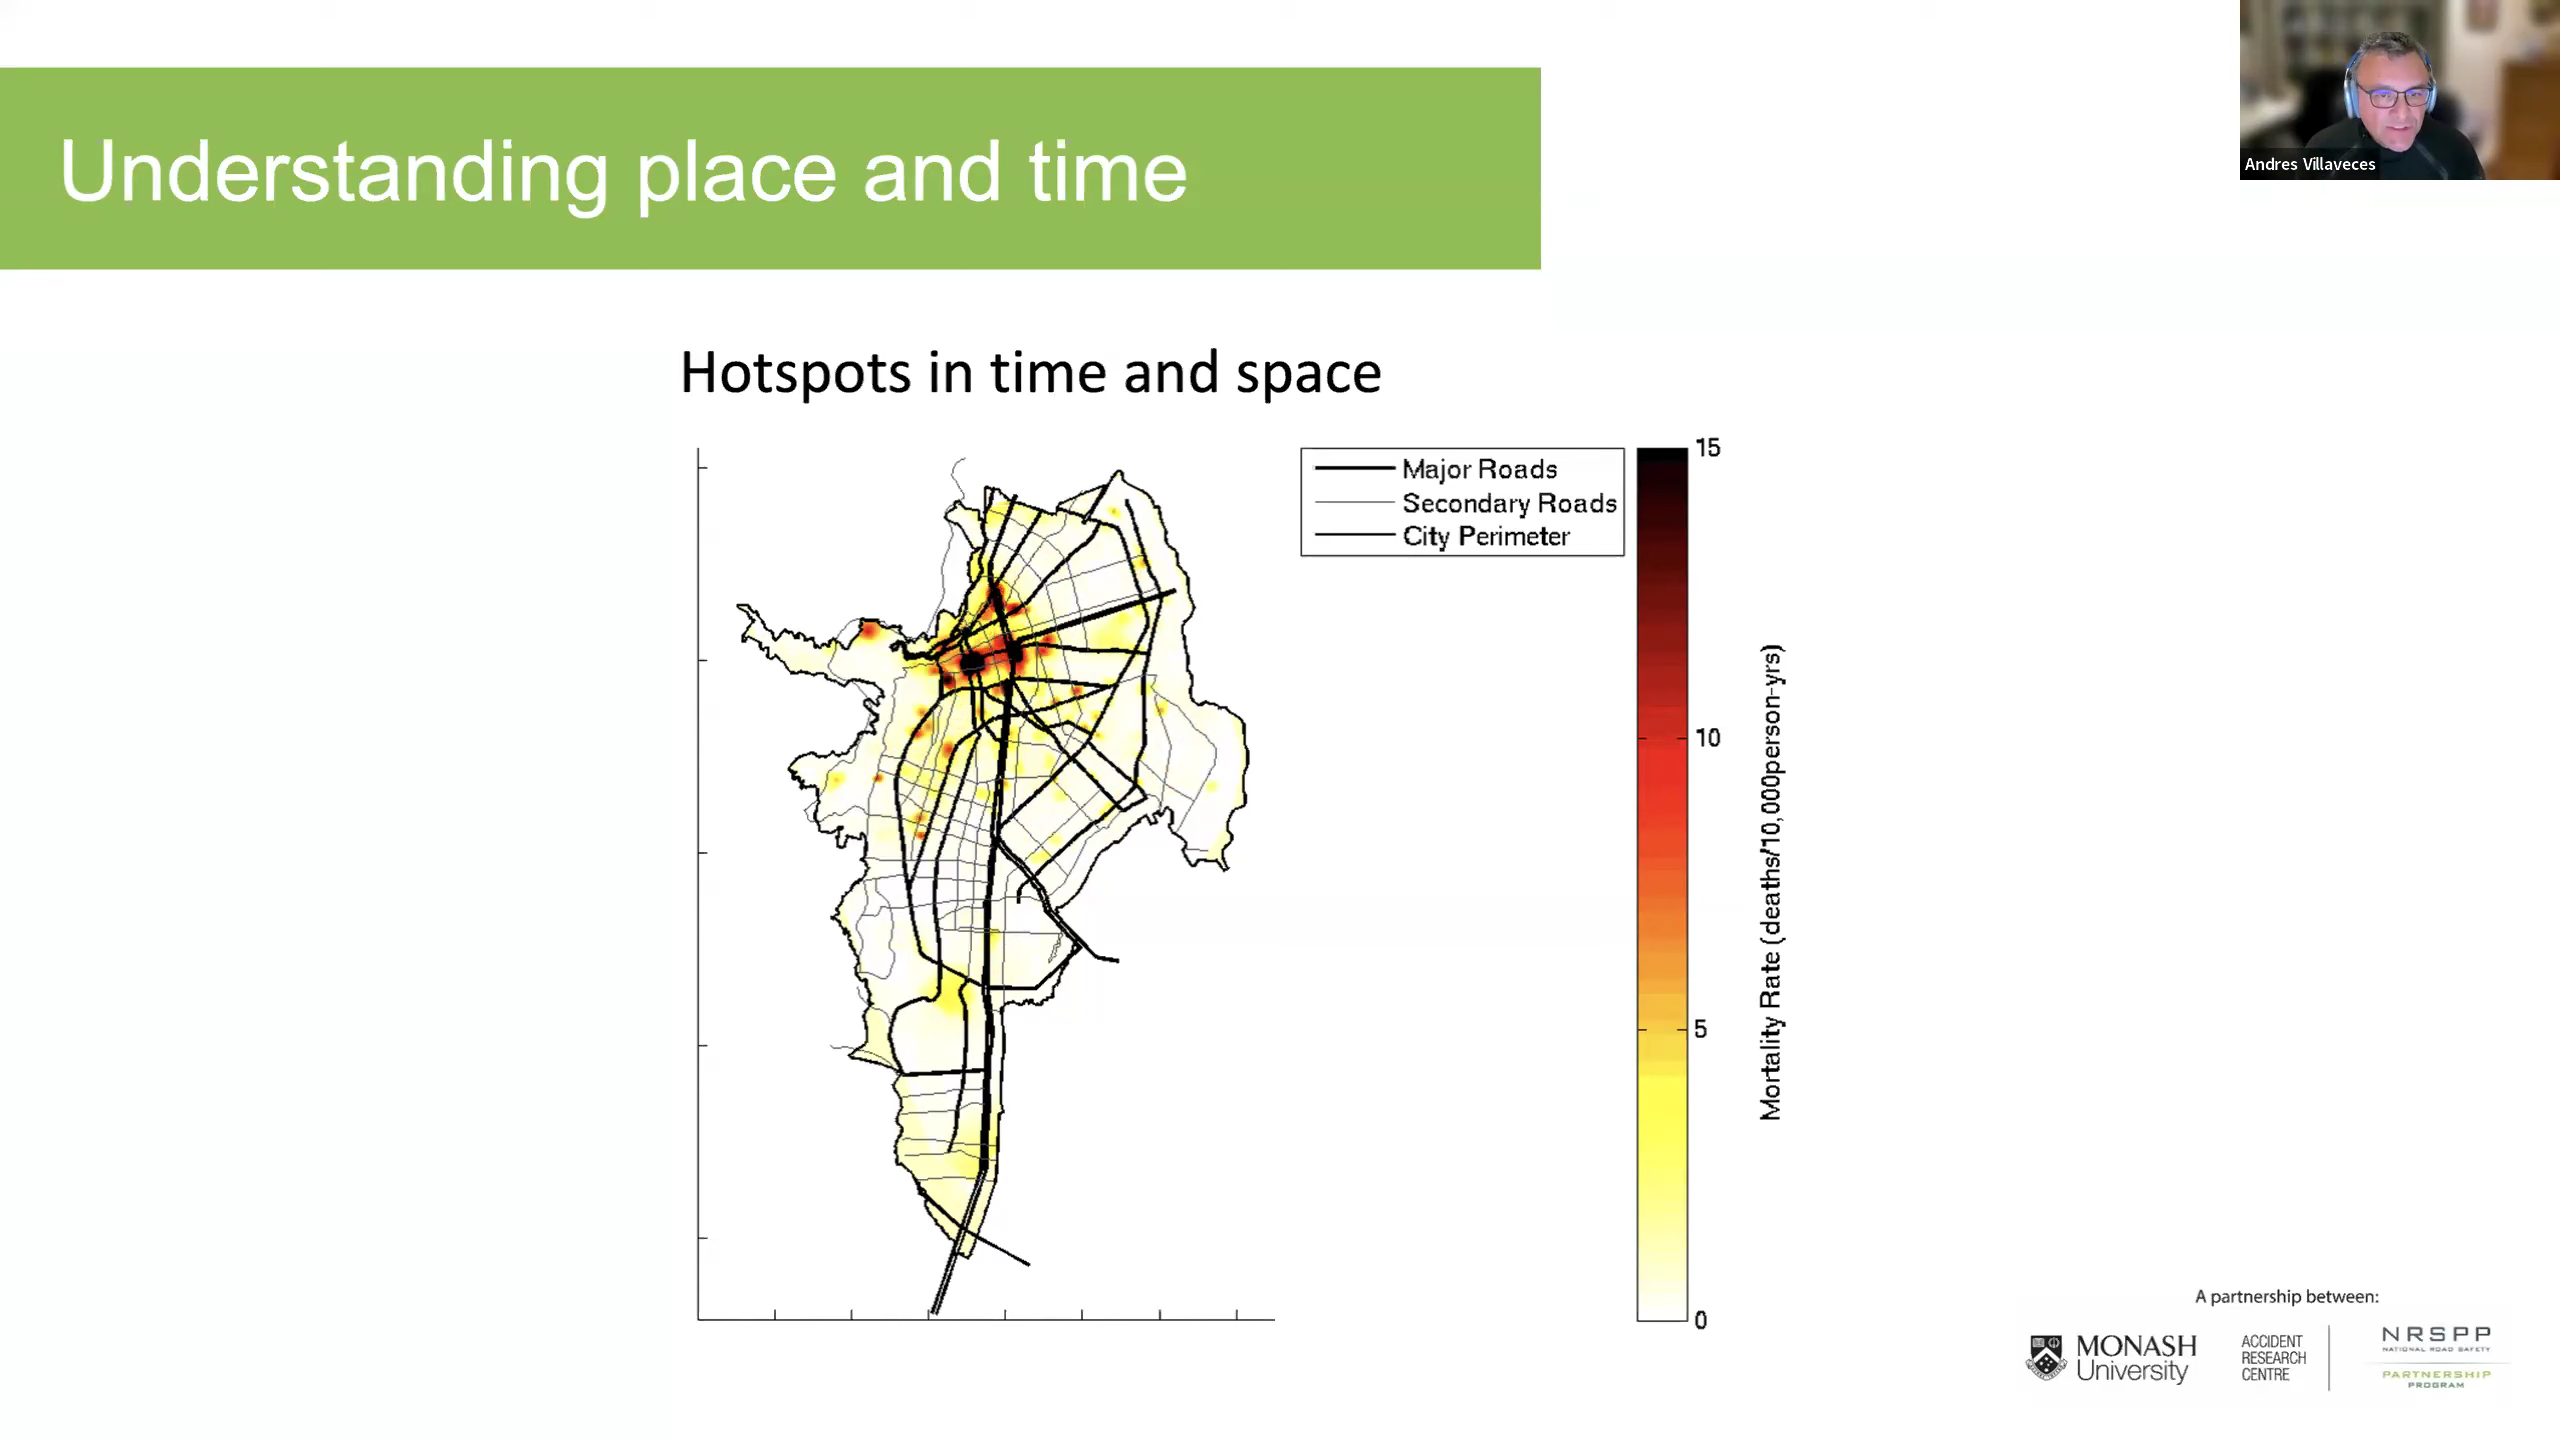 Understanding place and time
Andres Villaveces
Hotspots in time and space
Major Roads
Secondary Roads
City Perimeter
15
10
5
0
Mortality Rate (deaths/10,000person-yrs)
A partnership between:
MONASH
University
ACCIDENT
RESEARCH
CENTRE
NRSPP
NATIONAL ROAD SAFETY
PARTNERSHIP
PROGRAM